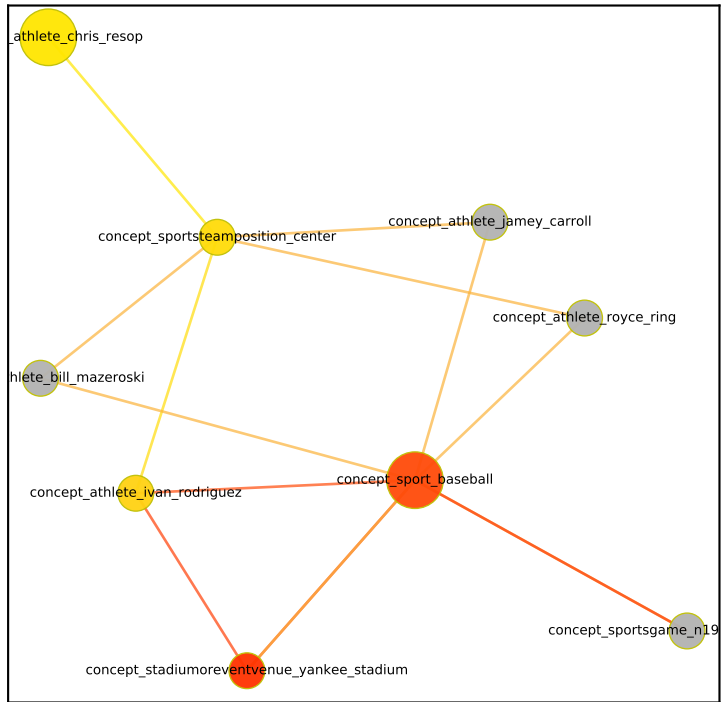 _athlete_chris_resop
concept_athlete_jamey_carroll
concept_sportsteamposition_center
concept_athlete_royce_ring
hlete_bill_mazeroski
concept_sport_baseball
concept_athlete_ivan_rodriguez
concept_sportsgame_n19
concept_stadiumoreventvenue_yankee_stadium